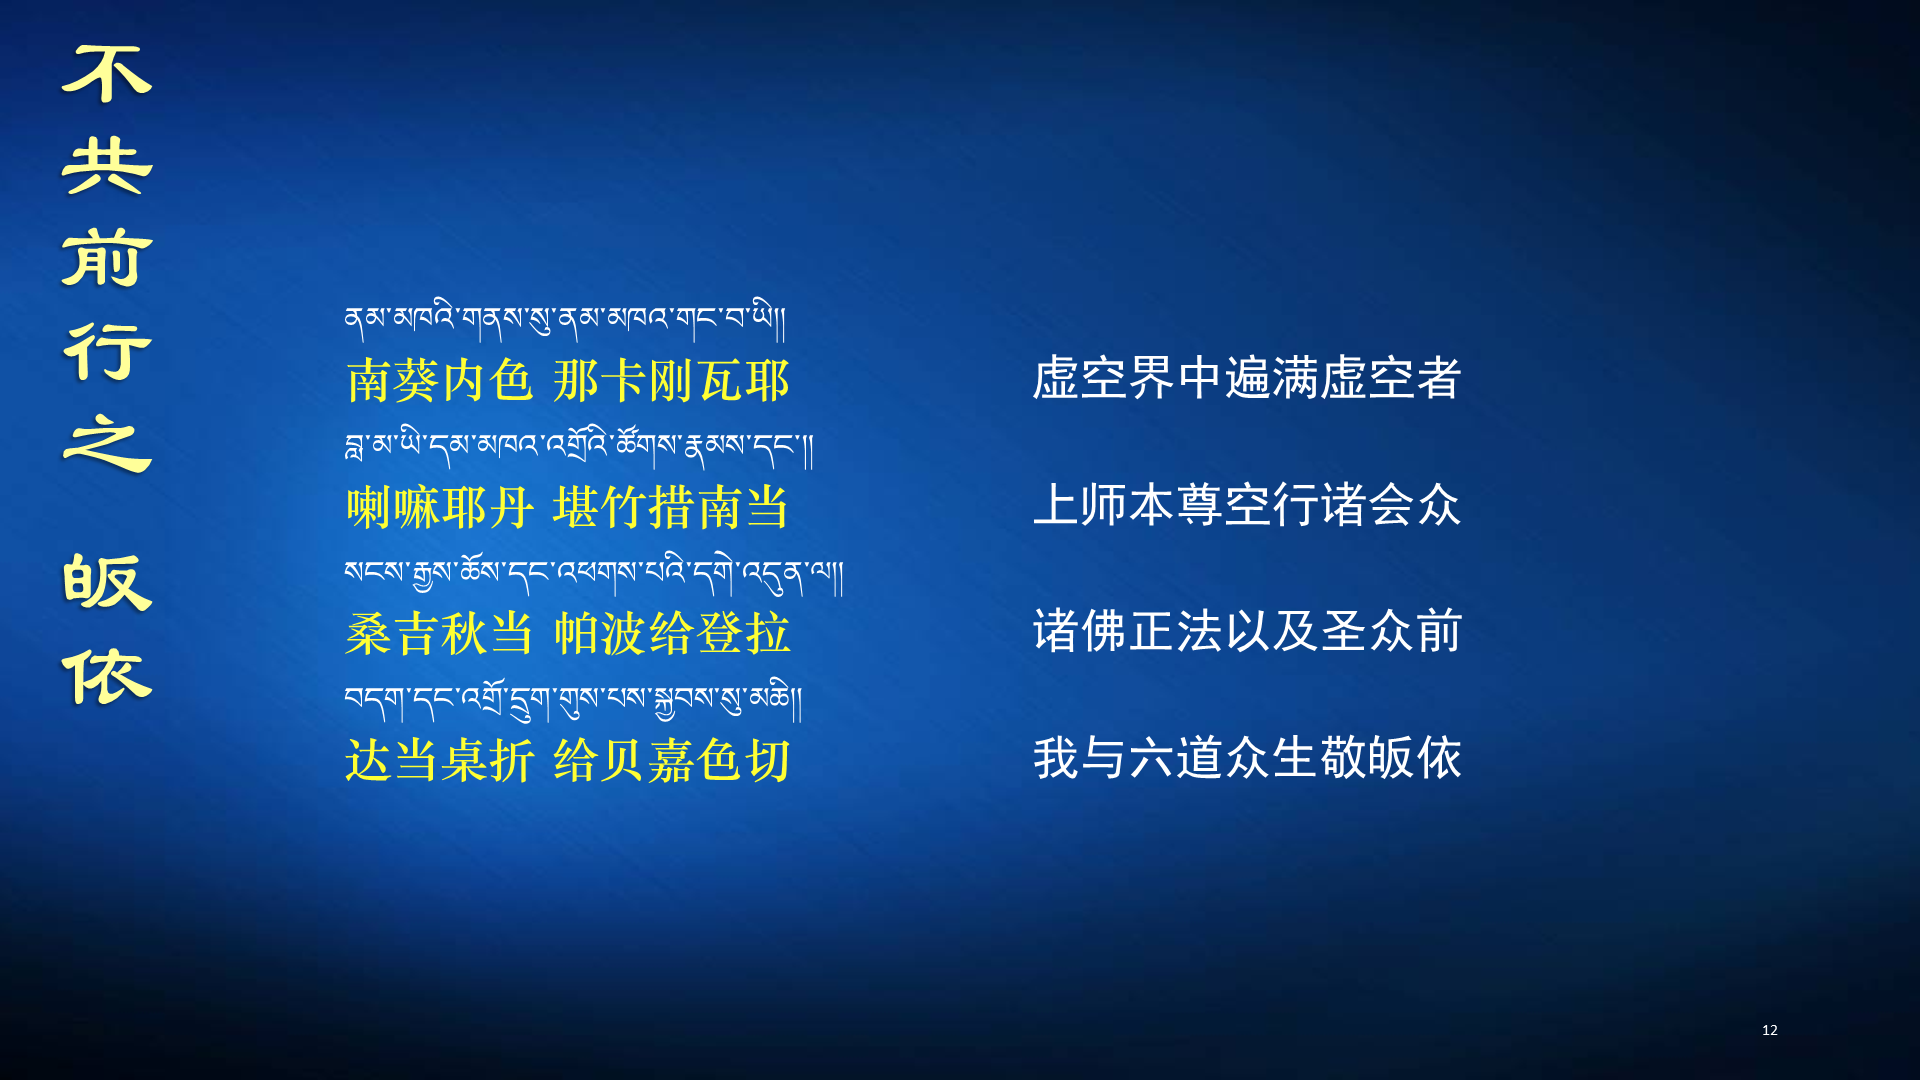 不共前行之 皈依
ནམ་མཁའི་གནས་སུ་ནམ་མཁའ་གང་བ་ཡི།།
南葵内色 那卡刚瓦耶
虚空界中遍满虚空者
བླ་མ་ཡི་དམ་མཁའ་འགྲོའི་ཚོགས་རྣམས་དང་།།
喇嘛耶丹 堪竹措南当
上师本尊空行诸会众
སངས་རྒྱས་ཆོས་དང་འཕགས་པའི་དགེ་འདུན་ལ།།
桑吉秋当 帕波给登拉
诸佛正法以及圣众前
བདག་དང་འགྲོ་དྲུག་གུས་པས་སྐྱབས་སུ་མཆི།།
达当桌折 给贝嘉色切
我与六道众生敬皈依
12